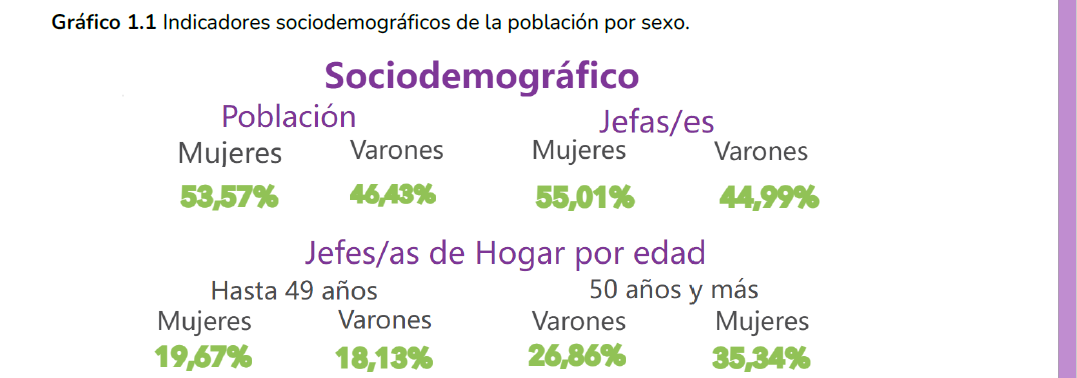 Gráfico 1.1 Indicadores sociodemográficos de la población por sexo.
Sociodemográfico
Población Jefas/es
Mujeres Varones Mujeres Varones
53,57% 46,43% 55,01% 44,99%
Jefes/as de Hogar por edad
Hasta 49 años 50 años y más
Mujeres Varones Varones Mujeres
19,67% 18,13% 26,86% 35,34%